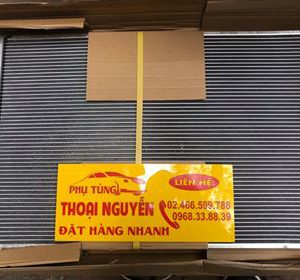 PHỤ TÙNG
LIÊN HỆ:
THOẠI NGUYỄN
02.466.599.788
0968.33.88.39
ĐẶT HÀNG NHANH